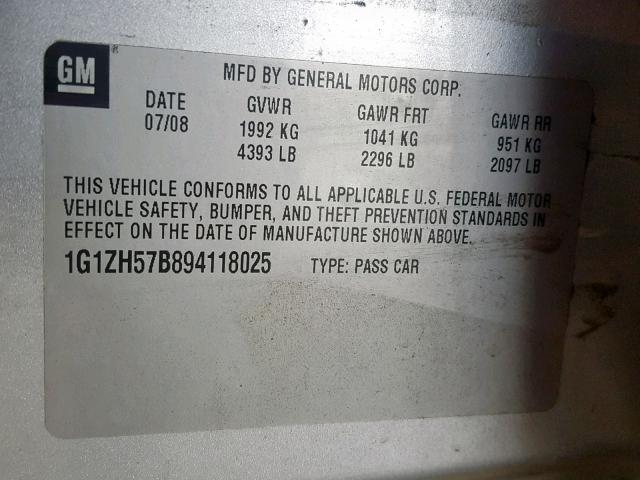 GM
MFD BY GENERAL MOTORS CORP.
DATE GVWR GAWR FRT GAWR RR
07/08 1992 KG 1041 KG 951 KG
4393 LB 2296 LB 2097 LB
THIS VEHICLE CONFORMS TO ALL APPLICABLE U.S. FEDERAL MOTOR
VEHICLE SAFETY, BUMPER, AND THEFT PREVENTION STANDARDS IN
EFFECT ON THE DATE OF MANUFACTURE SHOWN ABOVE.
1G1ZH57B894118025 TYPE: PASS CAR